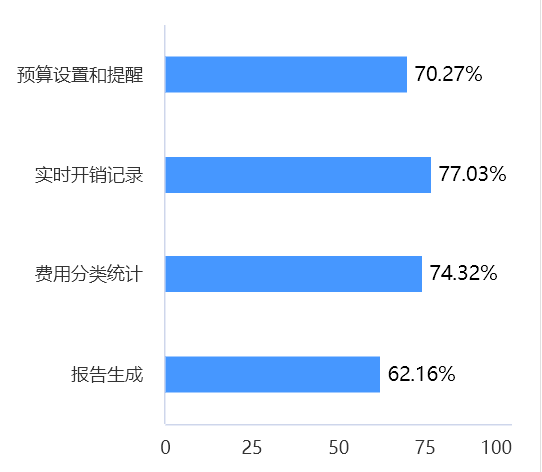 预算设置和提醒 70.27%
实时开销记录 77.03%
费用分类统计 74.32%
报告生成 62.16%
0 25 50 75 100